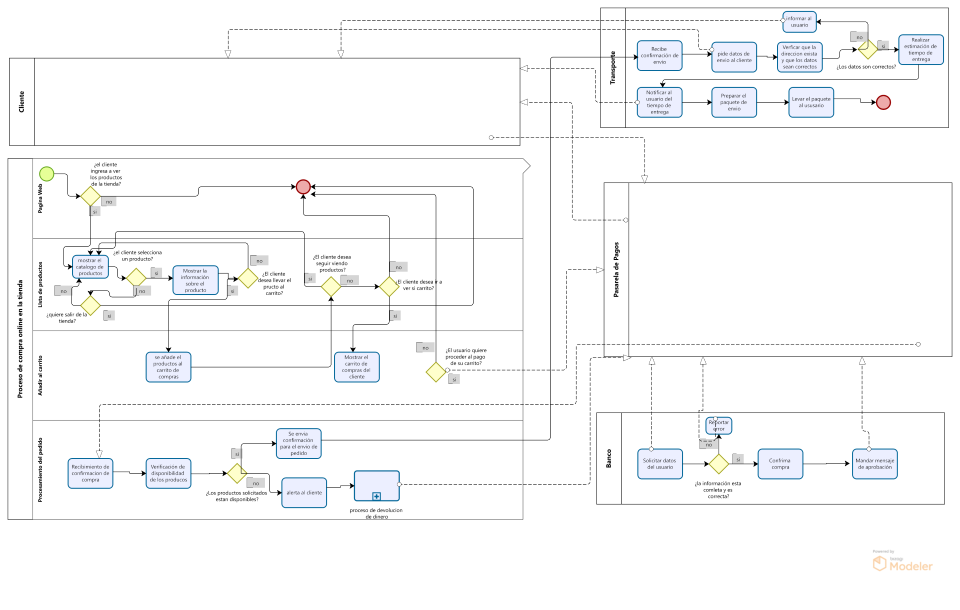 informar al
usuario
no
si
Realizar
estimación de
tiempo de
entrega
Recibe
confirmación de
envio
pide datos de
envio al cliente
Verficar que la
direccion exista
y que los datos
sean correctos
¿Los datos son correctos?
Transporte
Notificar al
usuario del
tiempo de
entrega
Preparar el
paquete de
envio
Levar el paquete
al ususario
Cliente
Proceso de compra online en la tienda
Pagina Web
¿el cliente
ingresa a ver
los productos
de la tienda?
no
si
Lista de productos
mostrar el
catalogo de
productos
¿el cliente selecciona
un producto?
si
no
no
¿quiere salir de la
tienda?
si
Mostrar la
información
sobre el
producto
no
si
¿El cliente
desea llevar el
pructo al
carrito?
¿El cliente desea
seguir viendo
productos?
si
no
no
¿El cliente desea ir a
ver si carrito?
si
Añadir al carrito
se añade el
productos al
carrito de
compras
Mostrar el
carrito de
compras del
cliente
no
¿El usuario quiere
proceder al pago
de su carrito?
si
Procesamiento del pedido
Recibimiento de
confirmacion de
compra
Verificación de
disponibilidad
de los producos
si
no
¿Los productos solicitados
estan disponibles?
Se envia
confirmación
para el envio de
pedido
alerta al cliente
proceso de devolucion
de dinero
Pasarela de Pagos
Banco
Solicitar datos
del usuario
Reportar
error
no
si
¿la información esta
comleta y es
correcta?
Confirma
compra
Mandar mensaje
de aprobación
Powered by
bizagi
Modeler